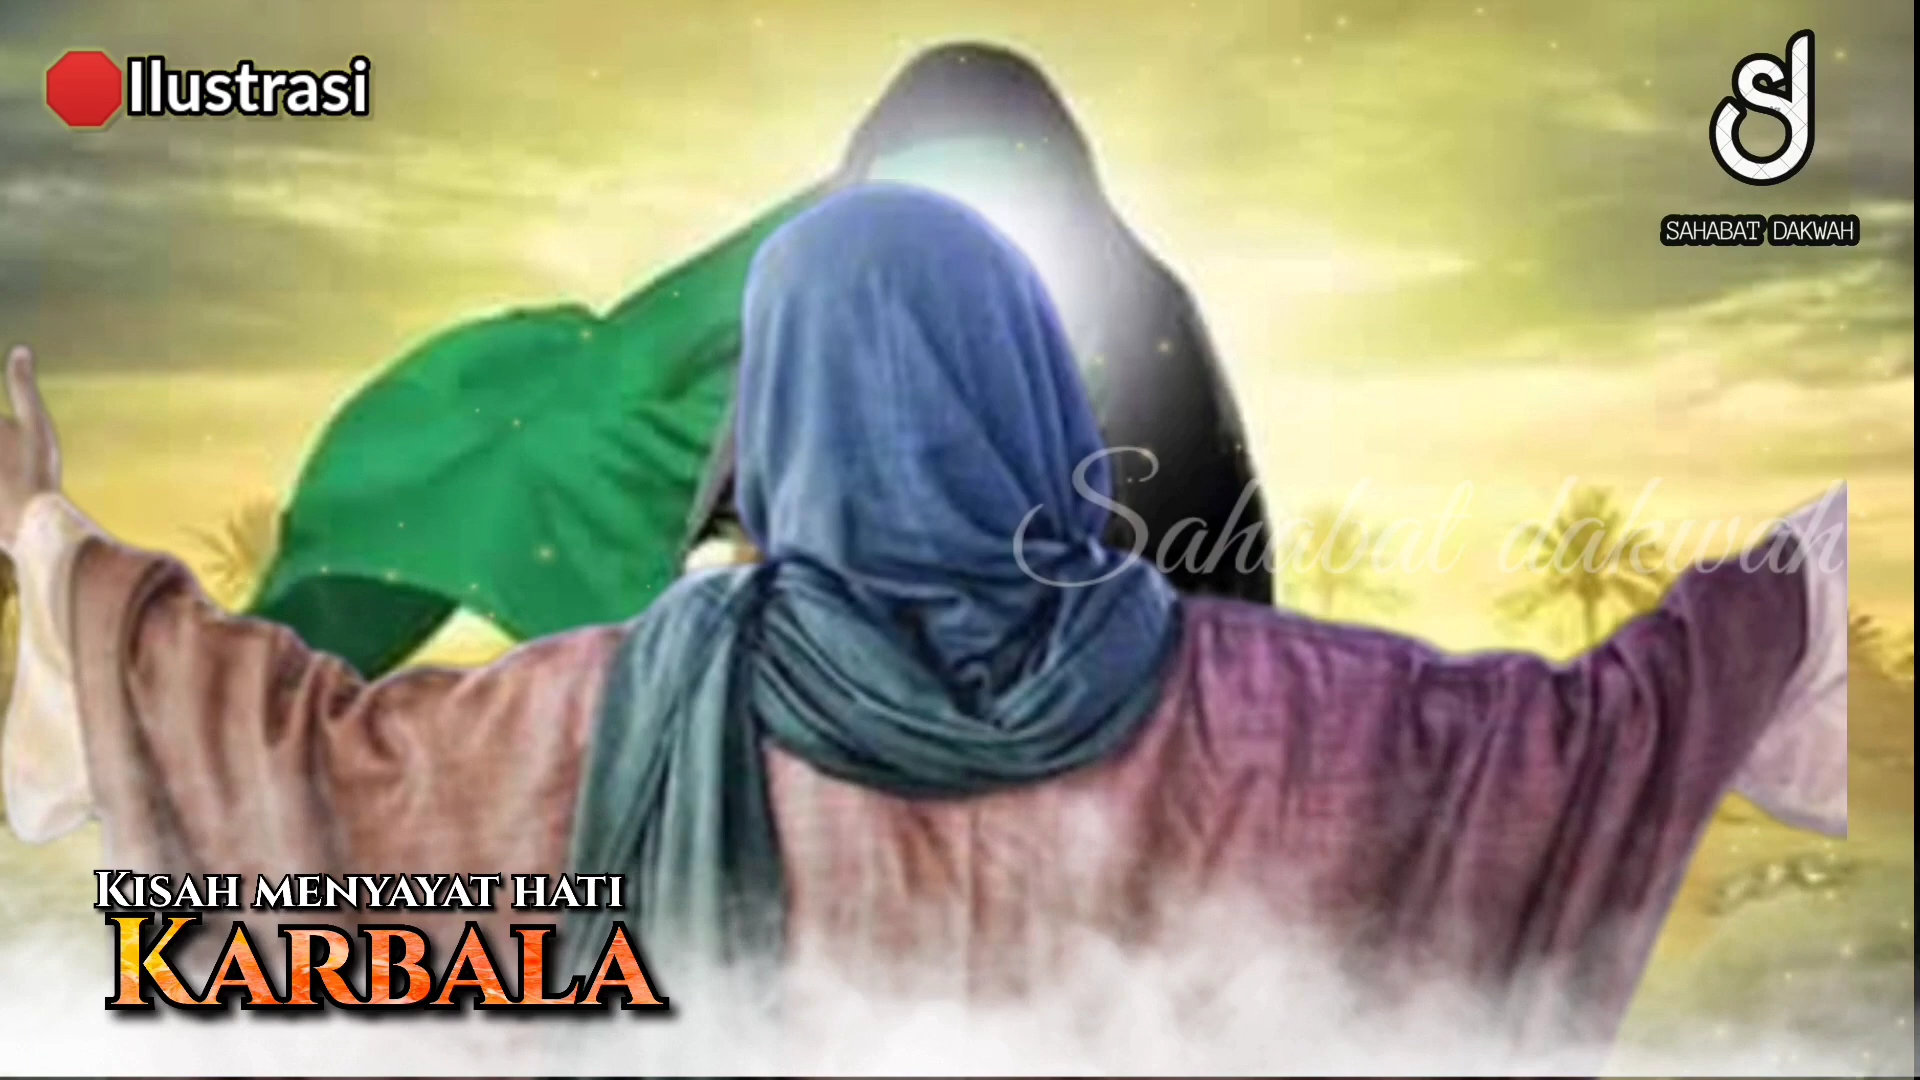 Ilustrasi
SAHABAT DAKWAH
Sahabat dakwah
KISAH MENYAYAT HATI
KARBALA